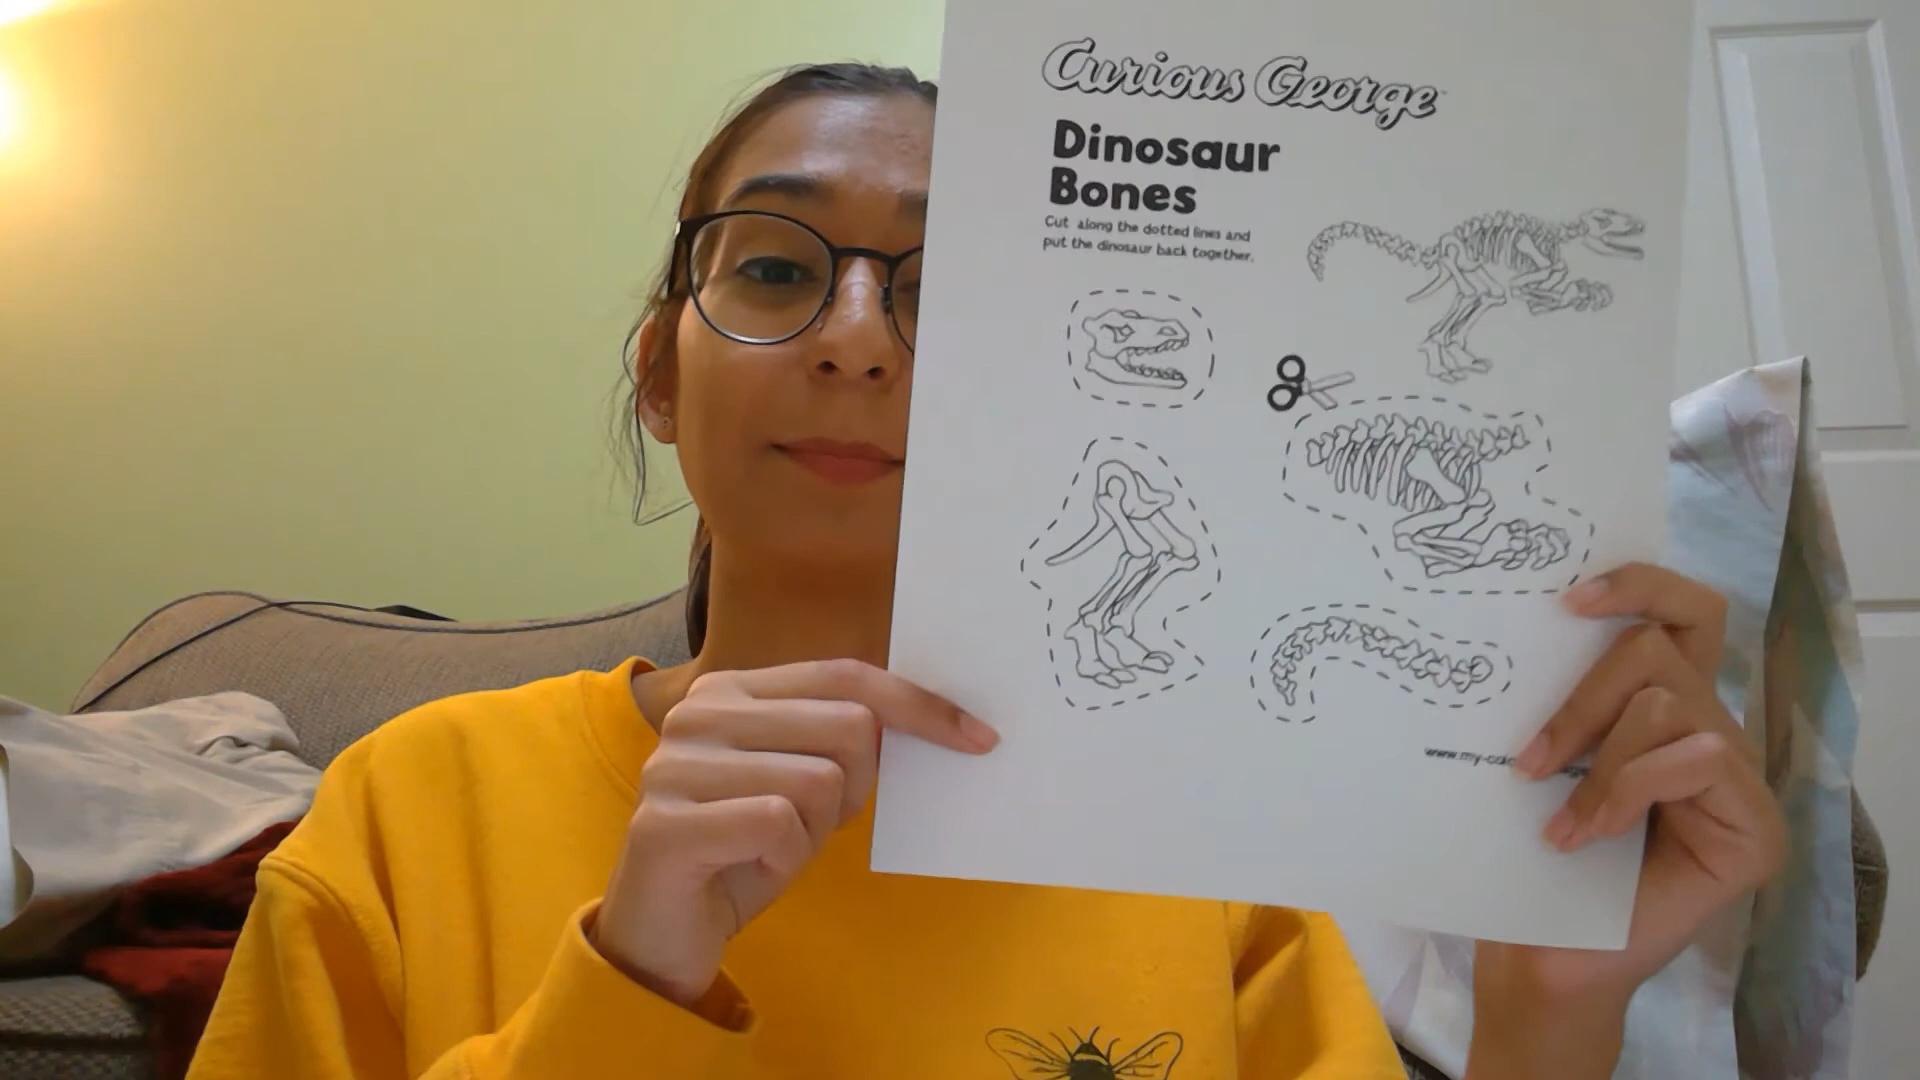 Curious George
Dinosaur
Bones
Cut along the dotted lines and
put the dinosaur back together.